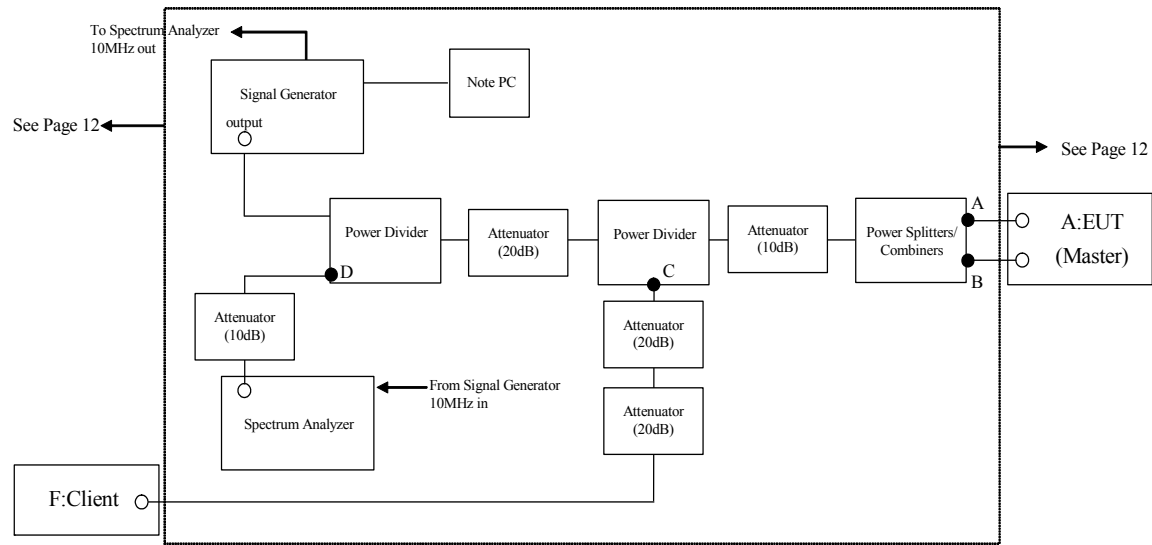 To Spectrum Analyzer
10MHz out
Signal Generator
output
Note PC
See Page 12
See Page 12
Power Divider
D
Attenuator
(20dB)
Power Divider
C
Attenuator
(10dB)
Power Splitters/
Combiners
A
B
A:EUT
(Master)
Attenuator
(10dB)
Attenuator
(20dB)
Attenuator
(20dB)
From Signal Generator
10MHz in
Spectrum Analyzer
F:Client